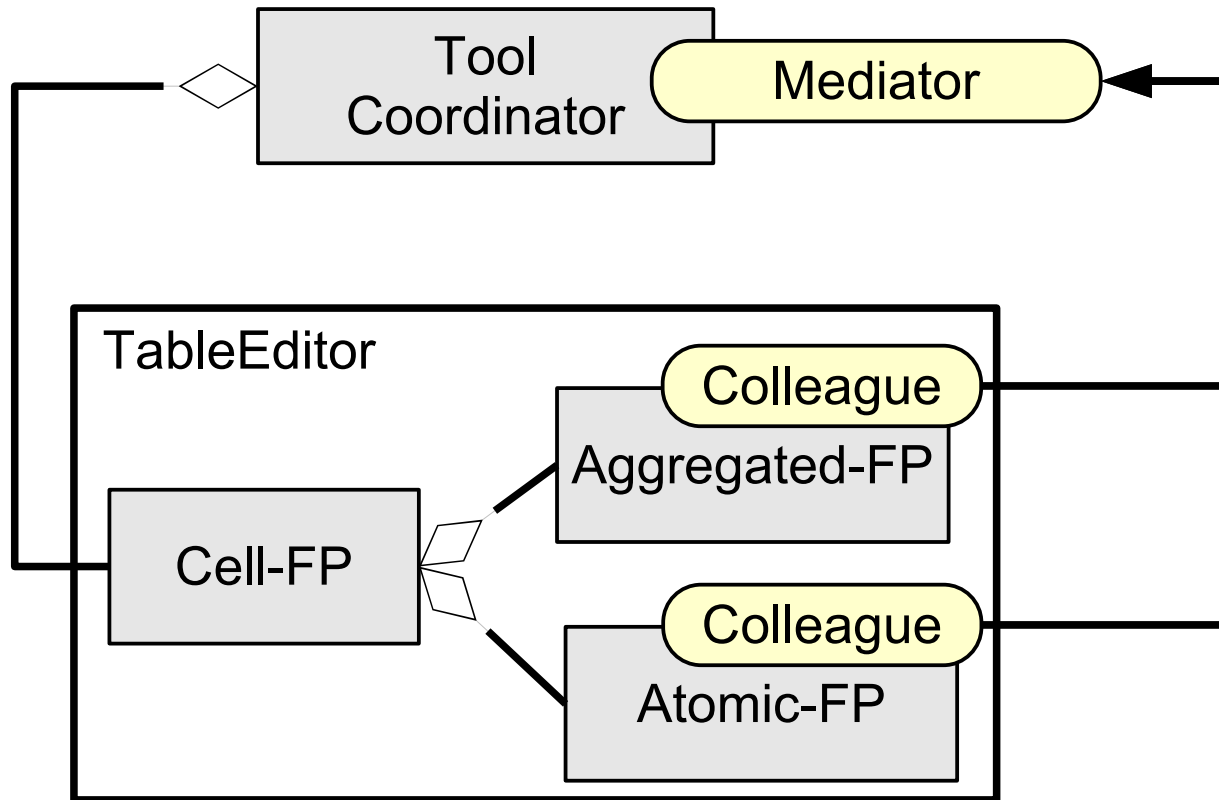 Tool
Coordinator
Mediator
TableEditor
Colleague
Aggregated-FP
Cell-FP
Colleague
Atomic-FP